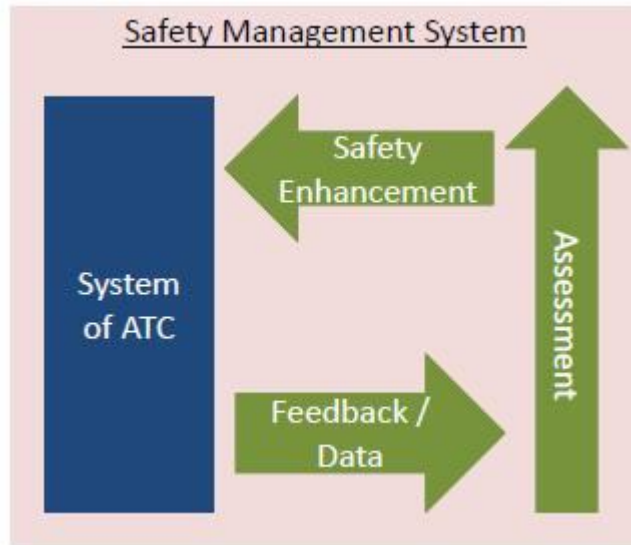 Safety Management System
Safety
Enhancement
System
of ATC
Assessment
Feedback /
Data